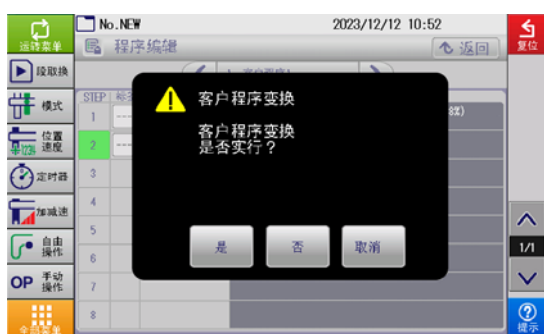 No.NEW 2023/12/12 10:52
运转菜单
复位
程序编辑
返回
段取换
STEP
模式
1
客户程序变换
客户程序变换
是否实行？
位置
速度
2
定时器
3
加减速
4
5
自由
操作
是 否 取消
1/1
6
OP 手动
操作
7
全部菜单
8
提示